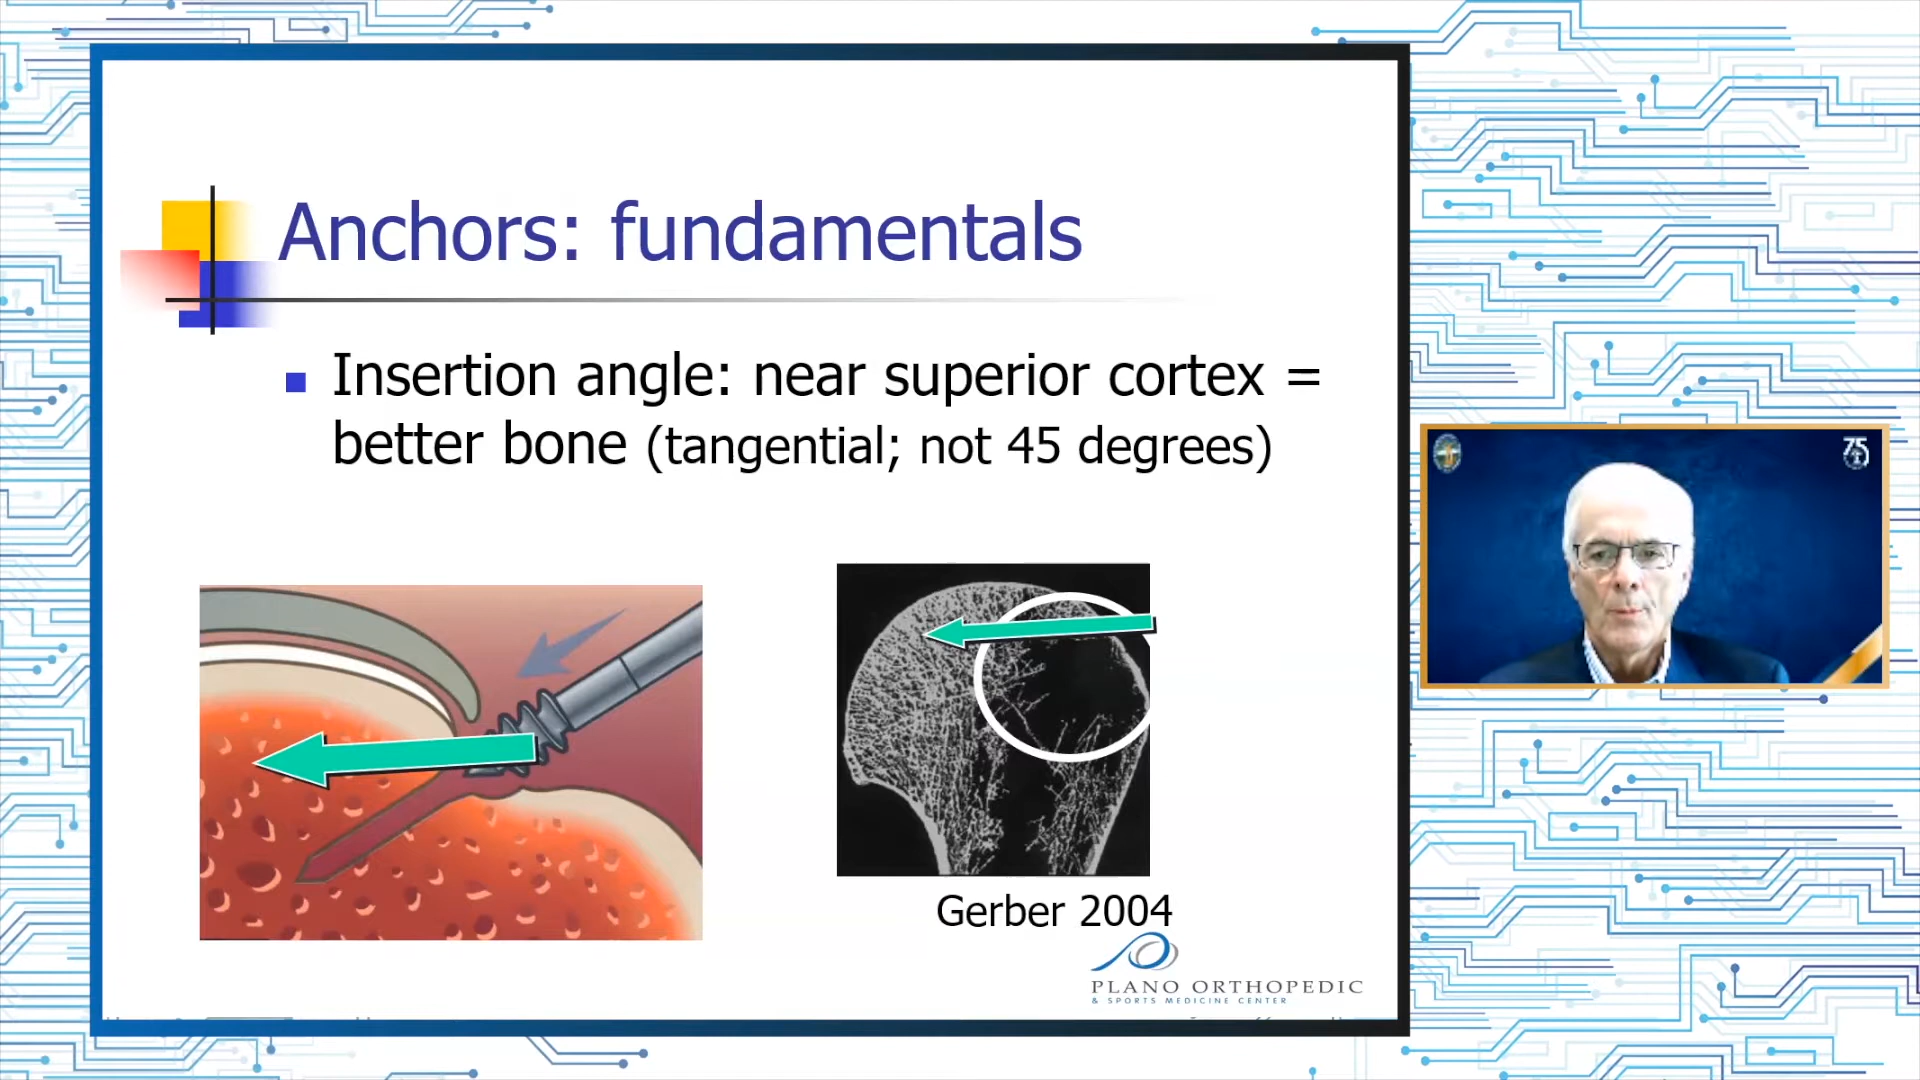 Anchors: fundamentals
Insertion angle: near superior cortex =
better bone (tangential; not 45 degrees)
75
Gerber 2004
PLANO ORTHOPEDIC
& SPORTS MEDICINE CENTER